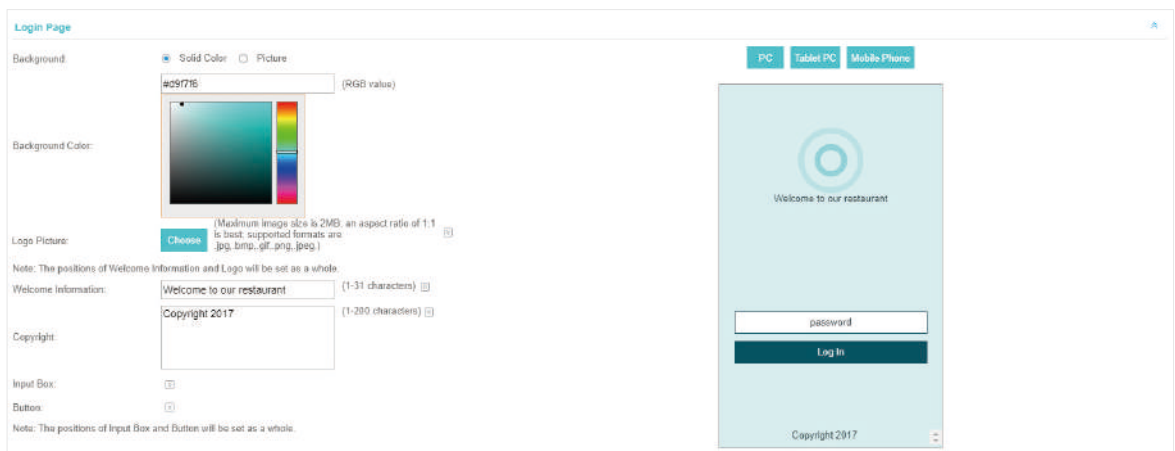 Login Page
Background:
Solid Color
Picture
#d9f7f6
(RGB value)
Background Color:
Logo Picture:
Choose
(Maximum image size is 2MB; an aspect ratio of 1:1
is best; supported formats are
.jpg,.bmp,.gif,.png,.jpeg.)
Note: The positions of Welcome Information and Logo will be set as a whole.
Welcome Information:
Welcome to our restaurant
(1-31 characters)
Copyright:
Copyright 2017
(1-200 characters)
Input Box:
Button:
Note: The positions of Input Box and Button will be set as a whole.
PC
Tablet PC
Mobile Phone
Welcome to our restaurant
password
Log In
Copyright 2017